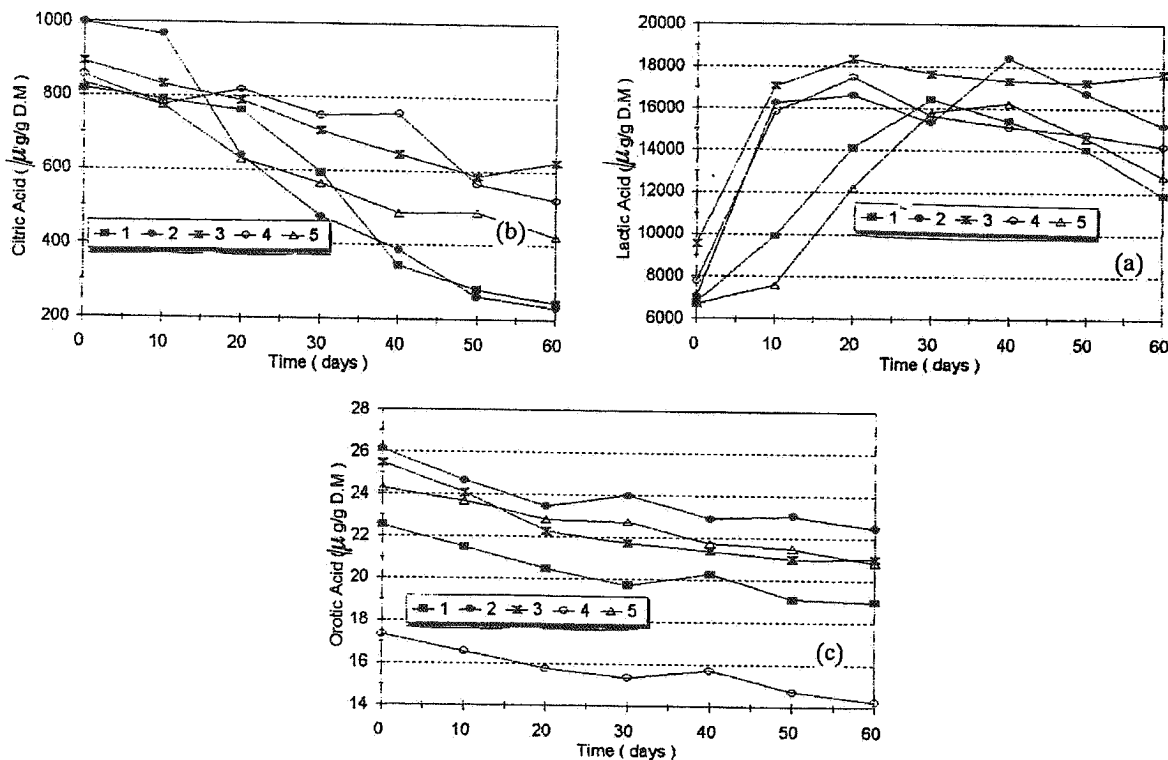 1000
800
600
400
200
Citric Acid (μg/g D.M)
1 2 3 4 5
(b)
0 10 20 30 40 50 60
Time ( days )
20000
18000
16000
14000
12000
10000
8000
6000
Lactic Acid (μg/g D.M)
1 2 3 4 5
(a)
0 10 20 30 40 50 60
Time ( days )
28
26
24
22
20
18
16
14
Orotic Acid (μg/g D.M)
1 2 3 4 5
(c)
0 10 20 30 40 50 60
Time ( days )